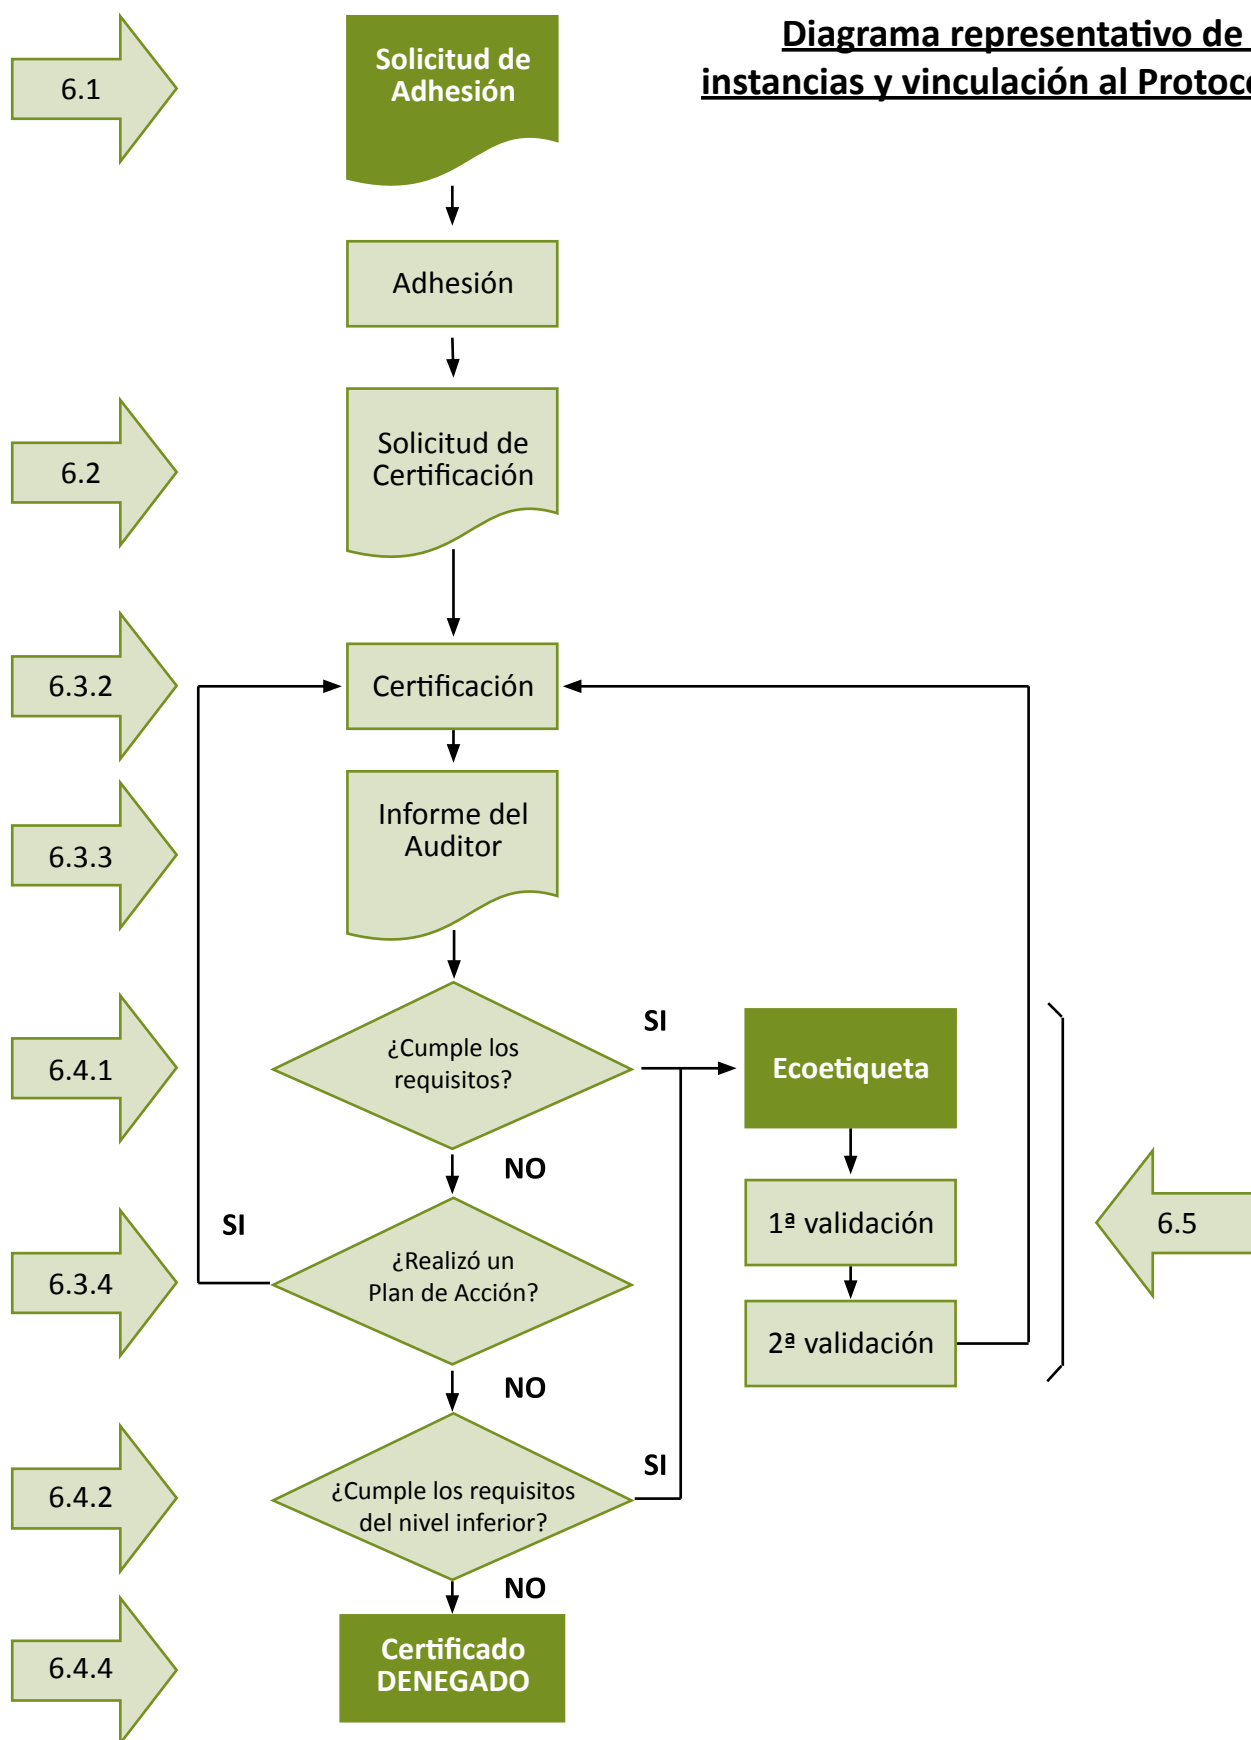 Diagrama representativo de
instancias y vinculación al
6.1
Solicitud de
Adhesión
Adhesión
6.2
Solicitud de
Certificación
6.3.2
Certificación
6.3.3
Informe del
Auditor
6.4.1
¿Cumple los
requisitos?
SI
Ecoetiqueta
NO
1ª validación
6.5
SI
6.3.4
¿Realizó un
Plan de Acción?
2ª validación
NO
6.4.2
¿Cumple los requisitos
del nivel inferior?
SI
NO
6.4.4
Certificado
DENEGADO